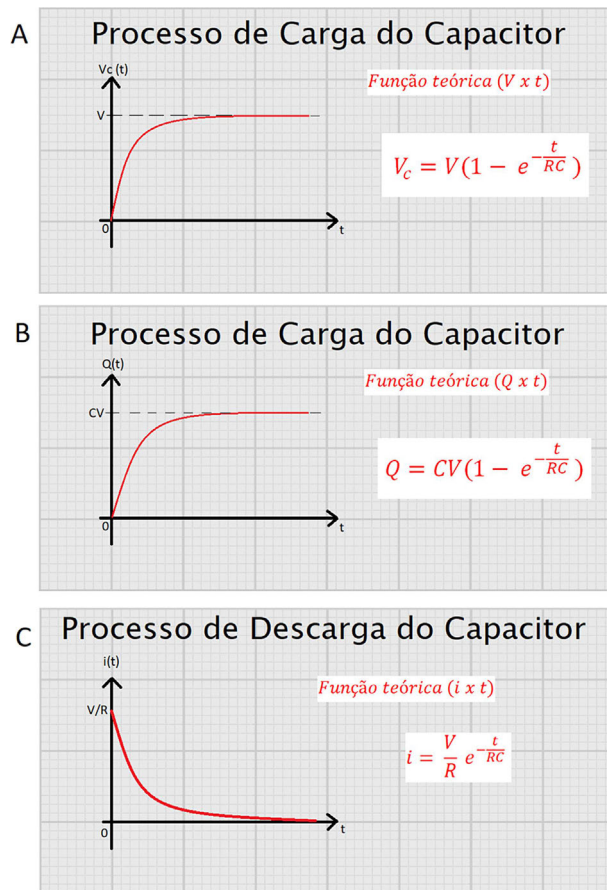 A
Processo de Carga do Capacitor
Vc (t)
Função teórica (V x t)
V
V_c = V(1 − e^{−t/RC})
0
t
B
Processo de Carga do Capacitor
Q(t)
Função teórica (Q x t)
CV
Q = CV(1 − e^{−t/RC})
0
t
C
Processo de Descarga do Capacitor
i(t)
Função teórica (i x t)
V/R
i = V/R e^{−t/RC}
0
t